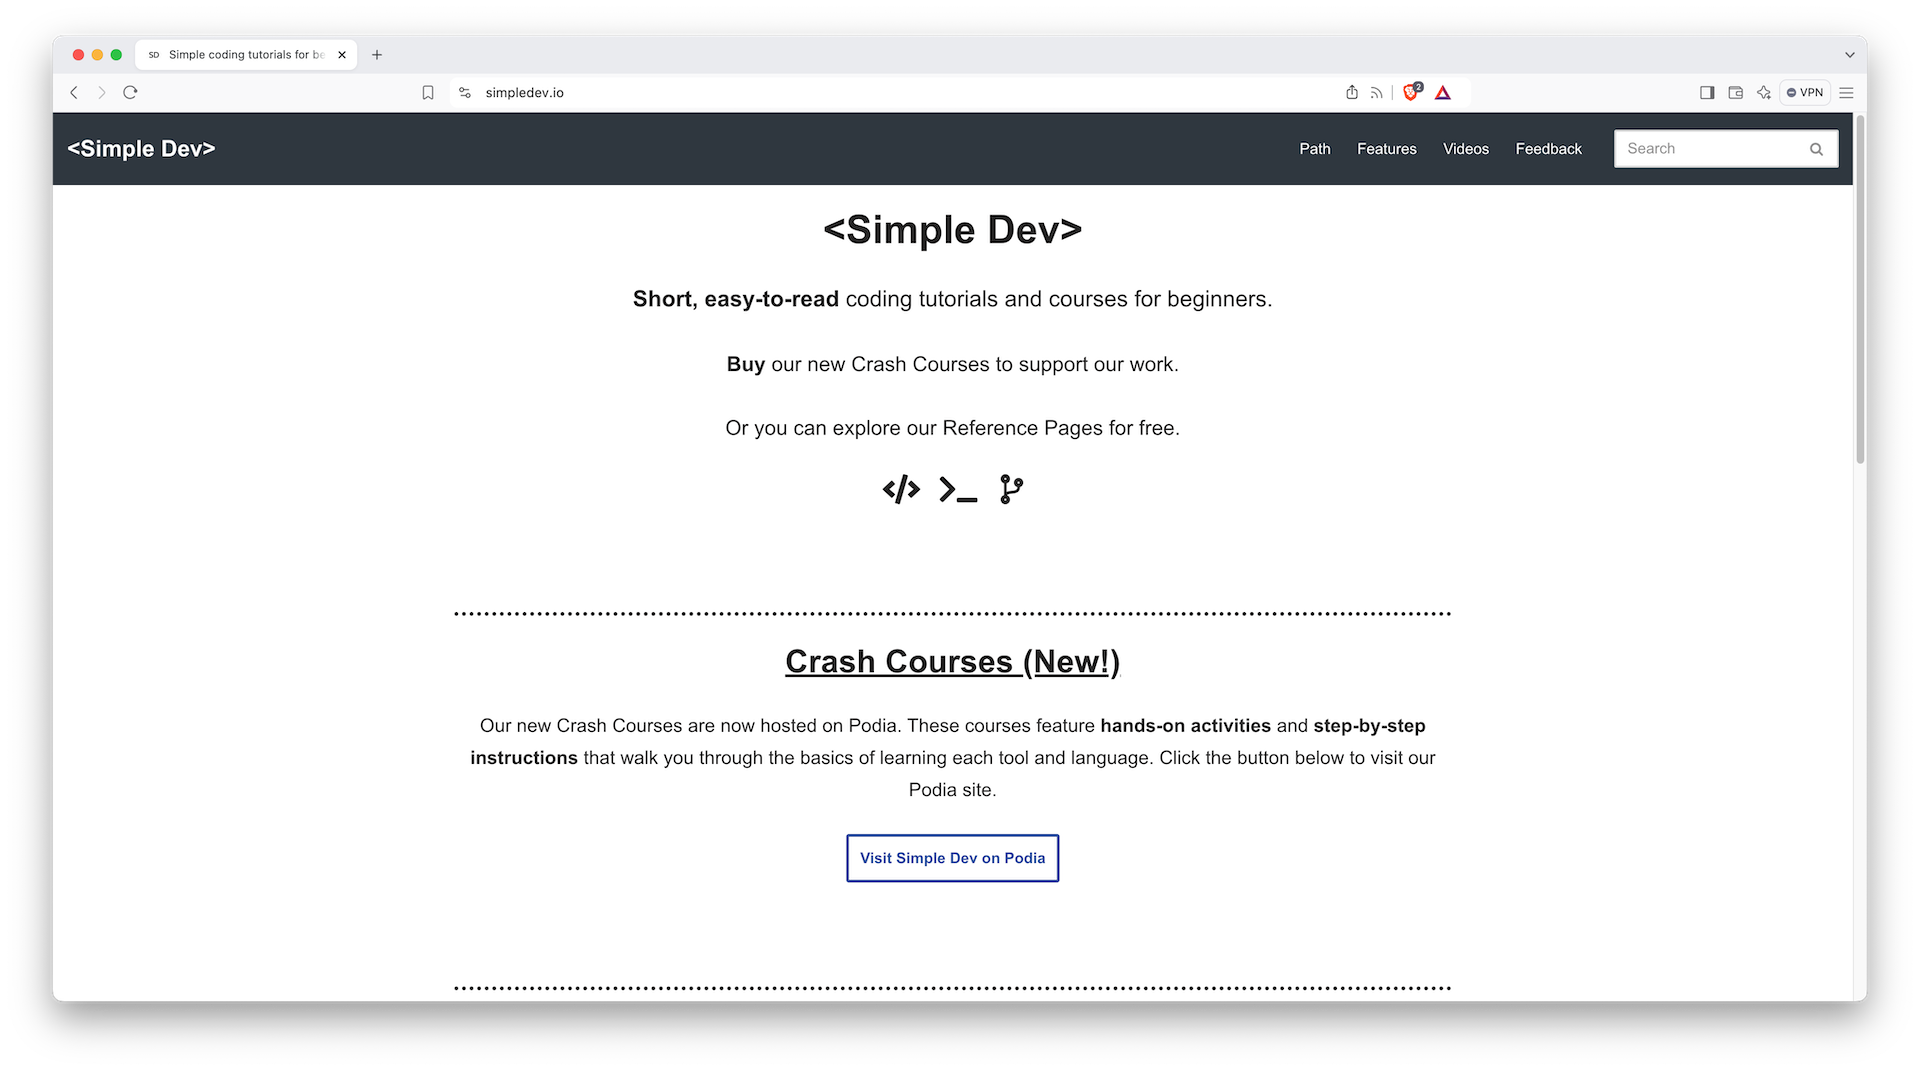 SD Simple coding tutorials for be
simpledev.io
2
VPN
<Simple Dev>
Path Features Videos Feedback Search
<Simple Dev>
Short, easy-to-read coding tutorials and courses for beginners.
Buy our new Crash Courses to support our work.
Or you can explore our Reference Pages for free.
Crash Courses (New!)
Our new Crash Courses are now hosted on Podia. These courses feature hands-on activities and step-by-step
instructions that walk you through the basics of learning each tool and language. Click the button below to visit our
Podia site.
Visit Simple Dev on Podia